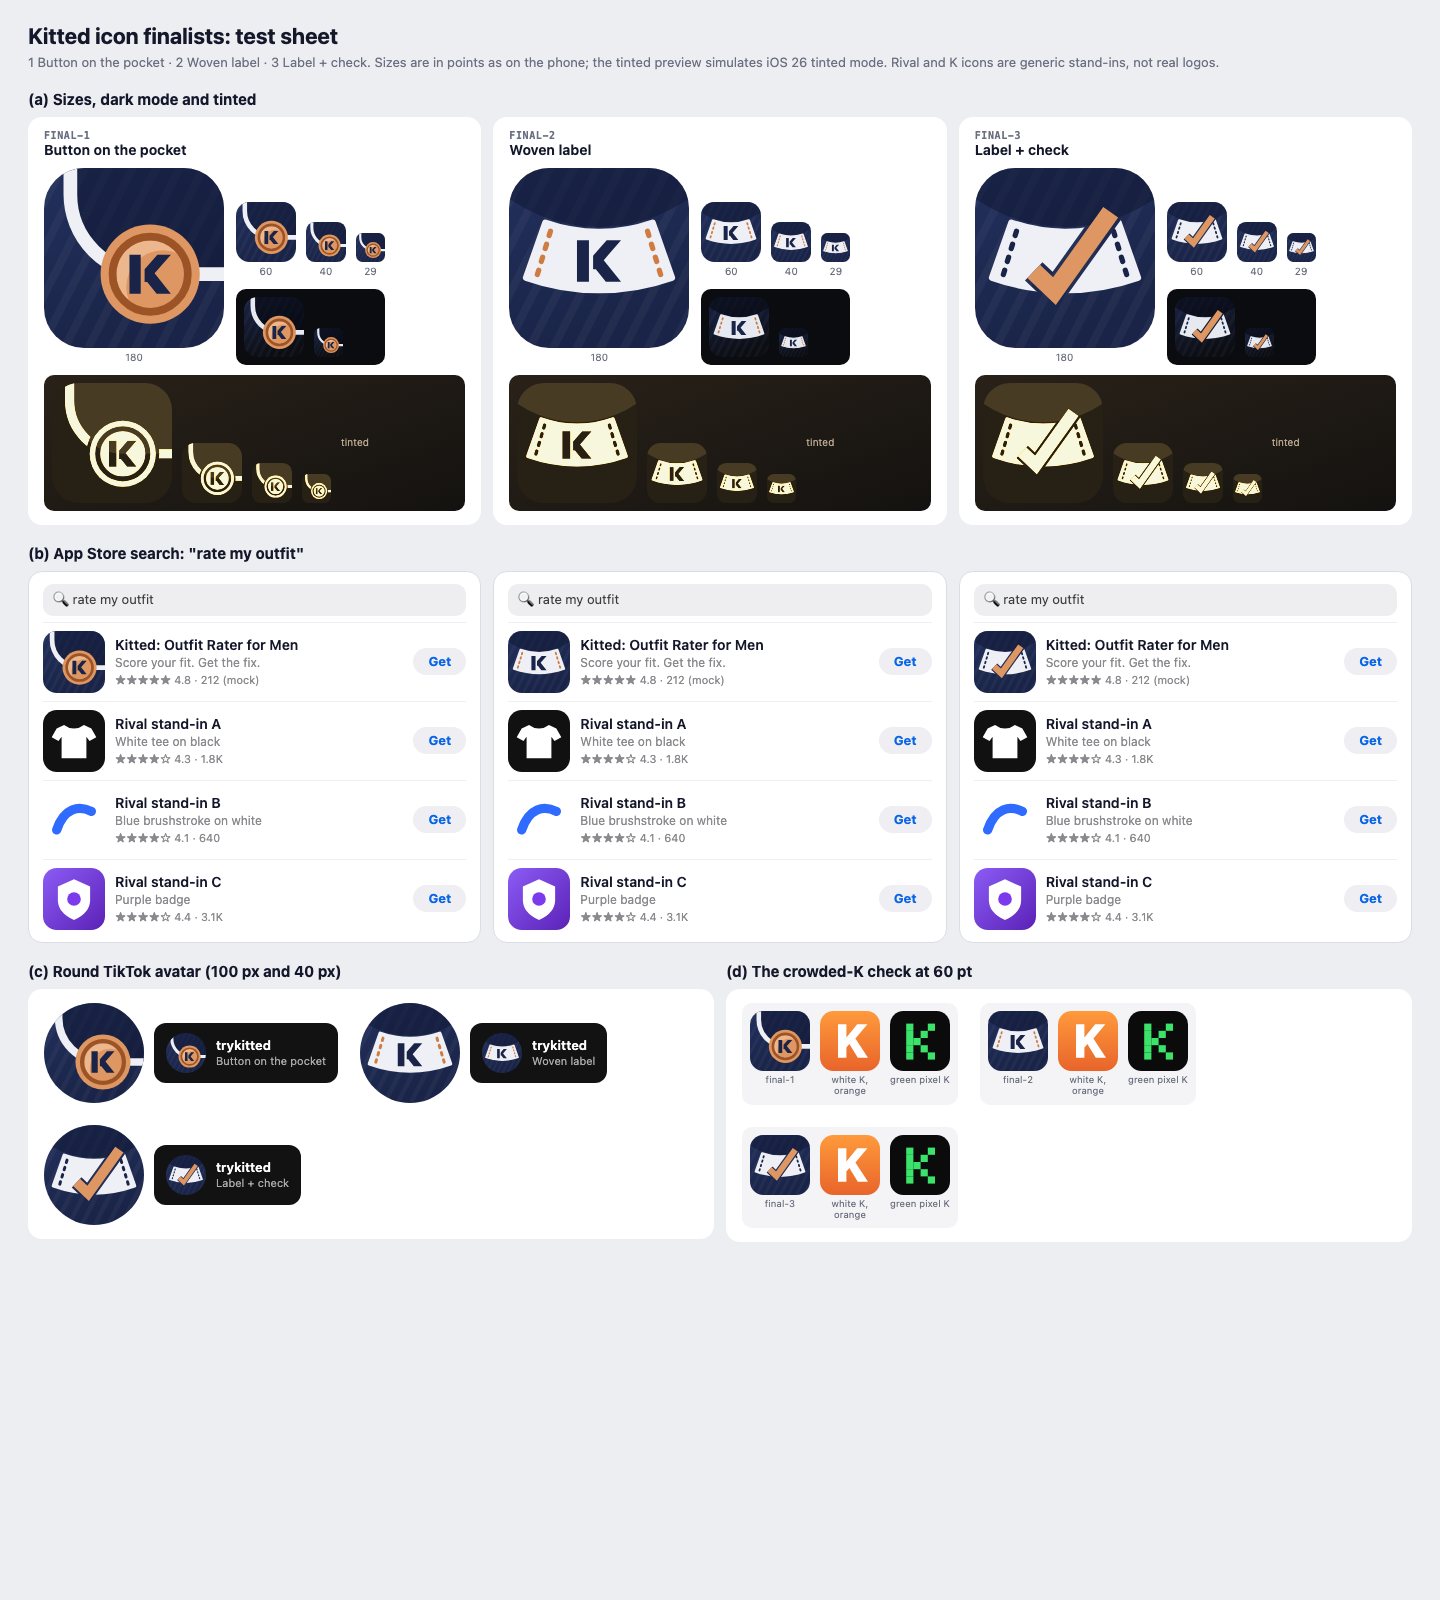 Kitted icon finalists: test sheet
1 Button on the pocket · 2 Woven label · 3 Label + check. Sizes are in points as on the phone; the tinted preview simulates iOS 26 tinted mode. Rival and K icons are generic stand-ins, not real logos.
(a) Sizes, dark mode and tinted
FINAL-1
Button on the pocket
K
K
K
K
180
60
40
29
K
K
K
K
K
K
tinted
FINAL-2
Woven label
K
K
K
K
180
60
40
29
K
K
K
K
K
K
tinted
FINAL-3
Label + check
180
60
40
29
tinted
(b) App Store search: "rate my outfit"
🔍 rate my outfit
K
Kitted: Outfit Rater for Men
Score your fit. Get the fix.
★★★★★ 4.8 · 212 (mock)
Get
Rival stand-in A
White tee on black
★★★★☆ 4.3 · 1.8K
Get
Rival stand-in B
Blue brushstroke on white
★★★★☆ 4.1 · 640
Get
Rival stand-in C
Purple badge
★★★★☆ 4.4 · 3.1K
Get
🔍 rate my outfit
K
Kitted: Outfit Rater for Men
Score your fit. Get the fix.
★★★★★ 4.8 · 212 (mock)
Get
Rival stand-in A
White tee on black
★★★★☆ 4.3 · 1.8K
Get
Rival stand-in B
Blue brushstroke on white
★★★★☆ 4.1 · 640
Get
Rival stand-in C
Purple badge
★★★★☆ 4.4 · 3.1K
Get
🔍 rate my outfit
Kitted: Outfit Rater for Men
Score your fit. Get the fix.
★★★★★ 4.8 · 212 (mock)
Get
Rival stand-in A
White tee on black
★★★★☆ 4.3 · 1.8K
Get
Rival stand-in B
Blue brushstroke on white
★★★★☆ 4.1 · 640
Get
Rival stand-in C
Purple badge
★★★★☆ 4.4 · 3.1K
Get
(c) Round TikTok avatar (100 px and 40 px)
K
K
trykitted
Button on the pocket
K
K
trykitted
Woven label
trykitted
Label + check
(d) The crowded-K check at 60 pt
K
K
K
final-1
white K,
orange
green pixel K
K
K
K
final-2
white K,
orange
green pixel K
K
K
final-3
white K,
orange
green pixel K